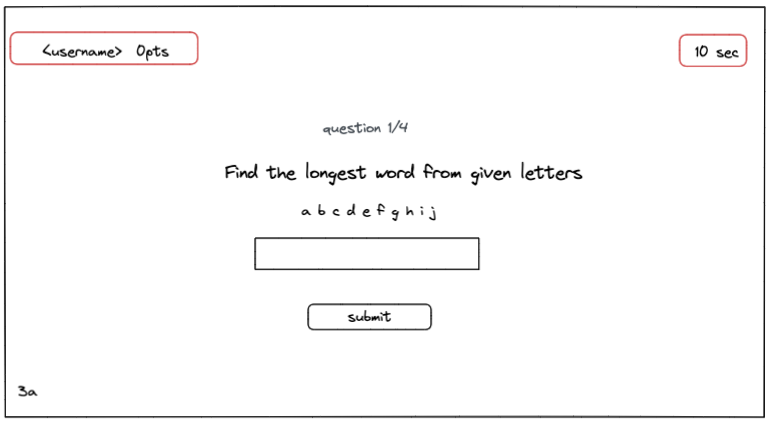 <username> 0pts
10 sec
question 1/4
Find the longest word from given letters
a b c d e f g h i j
submit
3a